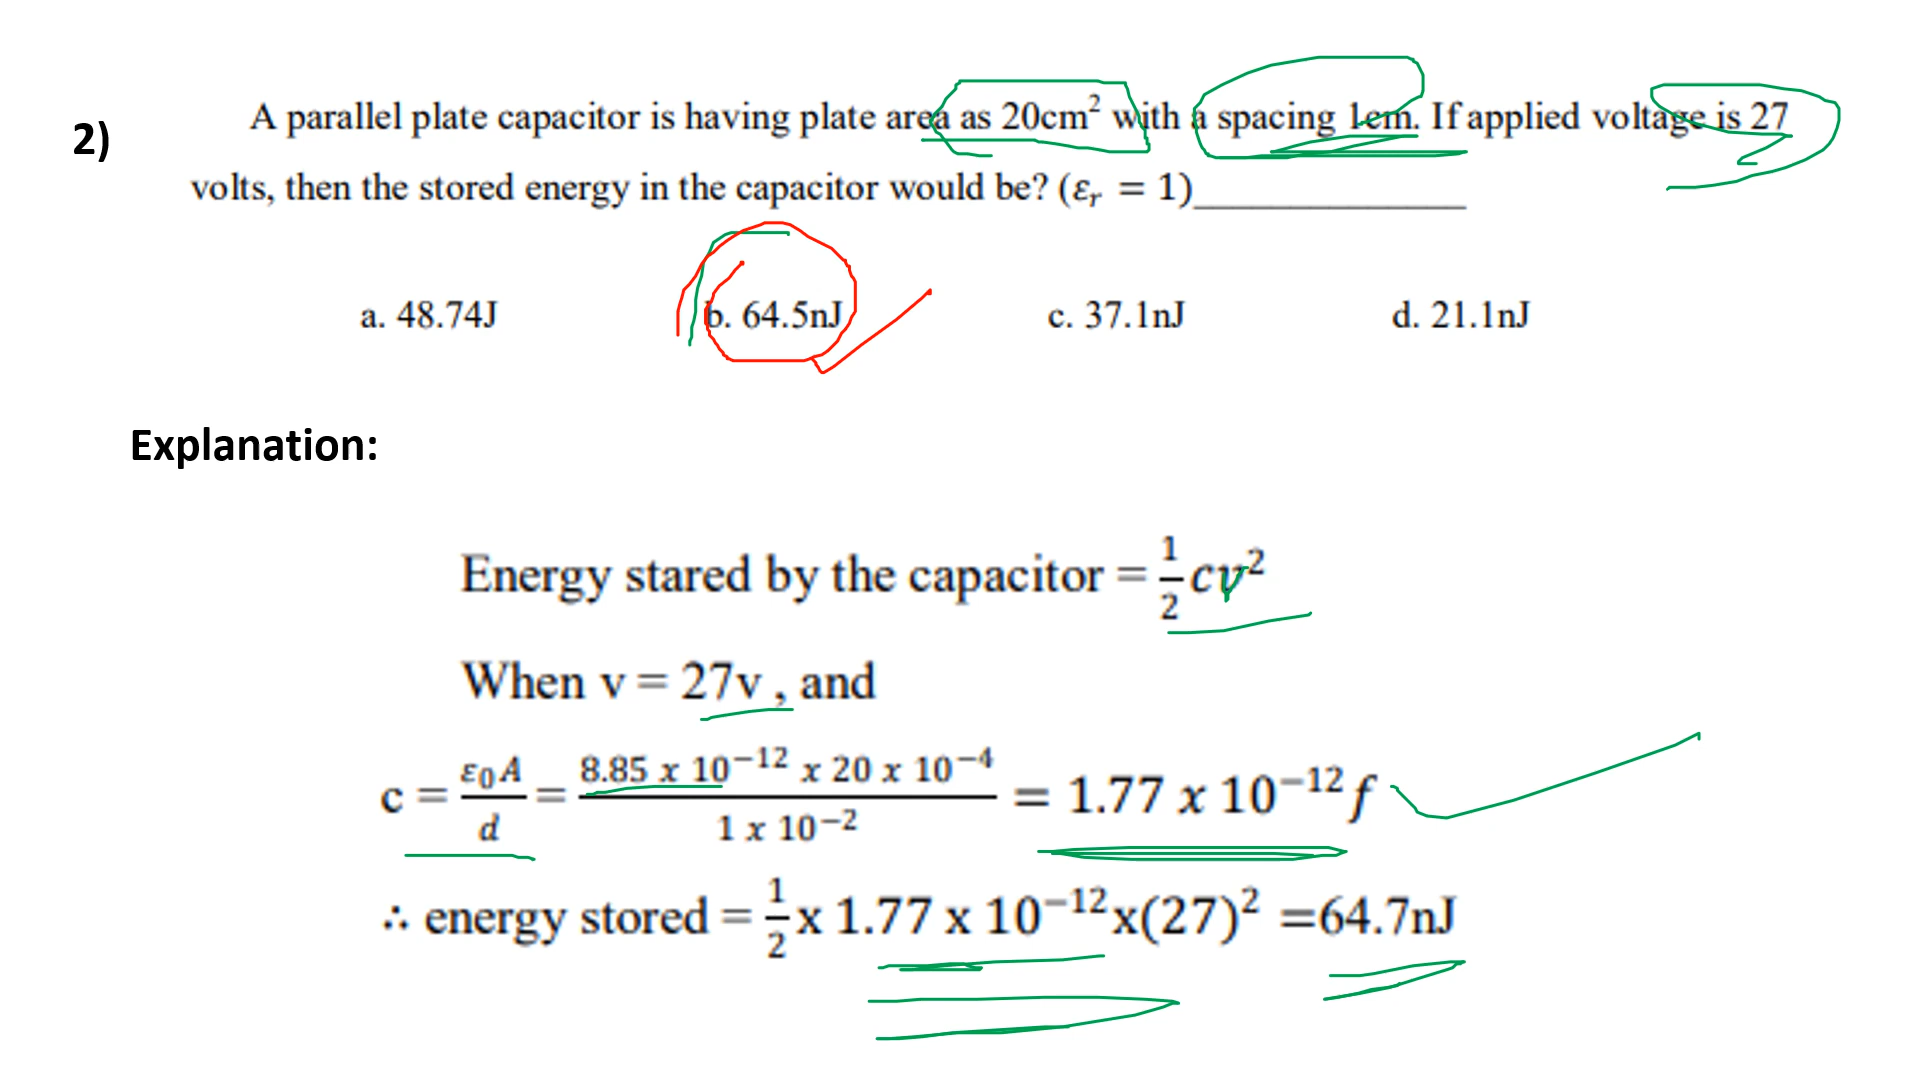 2)
A parallel plate capacitor is having plate area as 20cm² with a spacing 1cm. If applied voltage is 27
volts, then the stored energy in the capacitor would be? (εᵣ = 1)______________
a. 48.74J b. 64.5nJ c. 37.1nJ d. 21.1nJ
Explanation:
Energy stared by the capacitor = 1/2 cv²
When v = 27v , and
c = ε₀A/d = 8.85 x 10⁻¹² x 20 x 10⁻⁴ / 1 x 10⁻² = 1.77 x 10⁻¹² f
∴ energy stored = 1/2 x 1.77 x 10⁻¹²x(27)² =64.7nJ